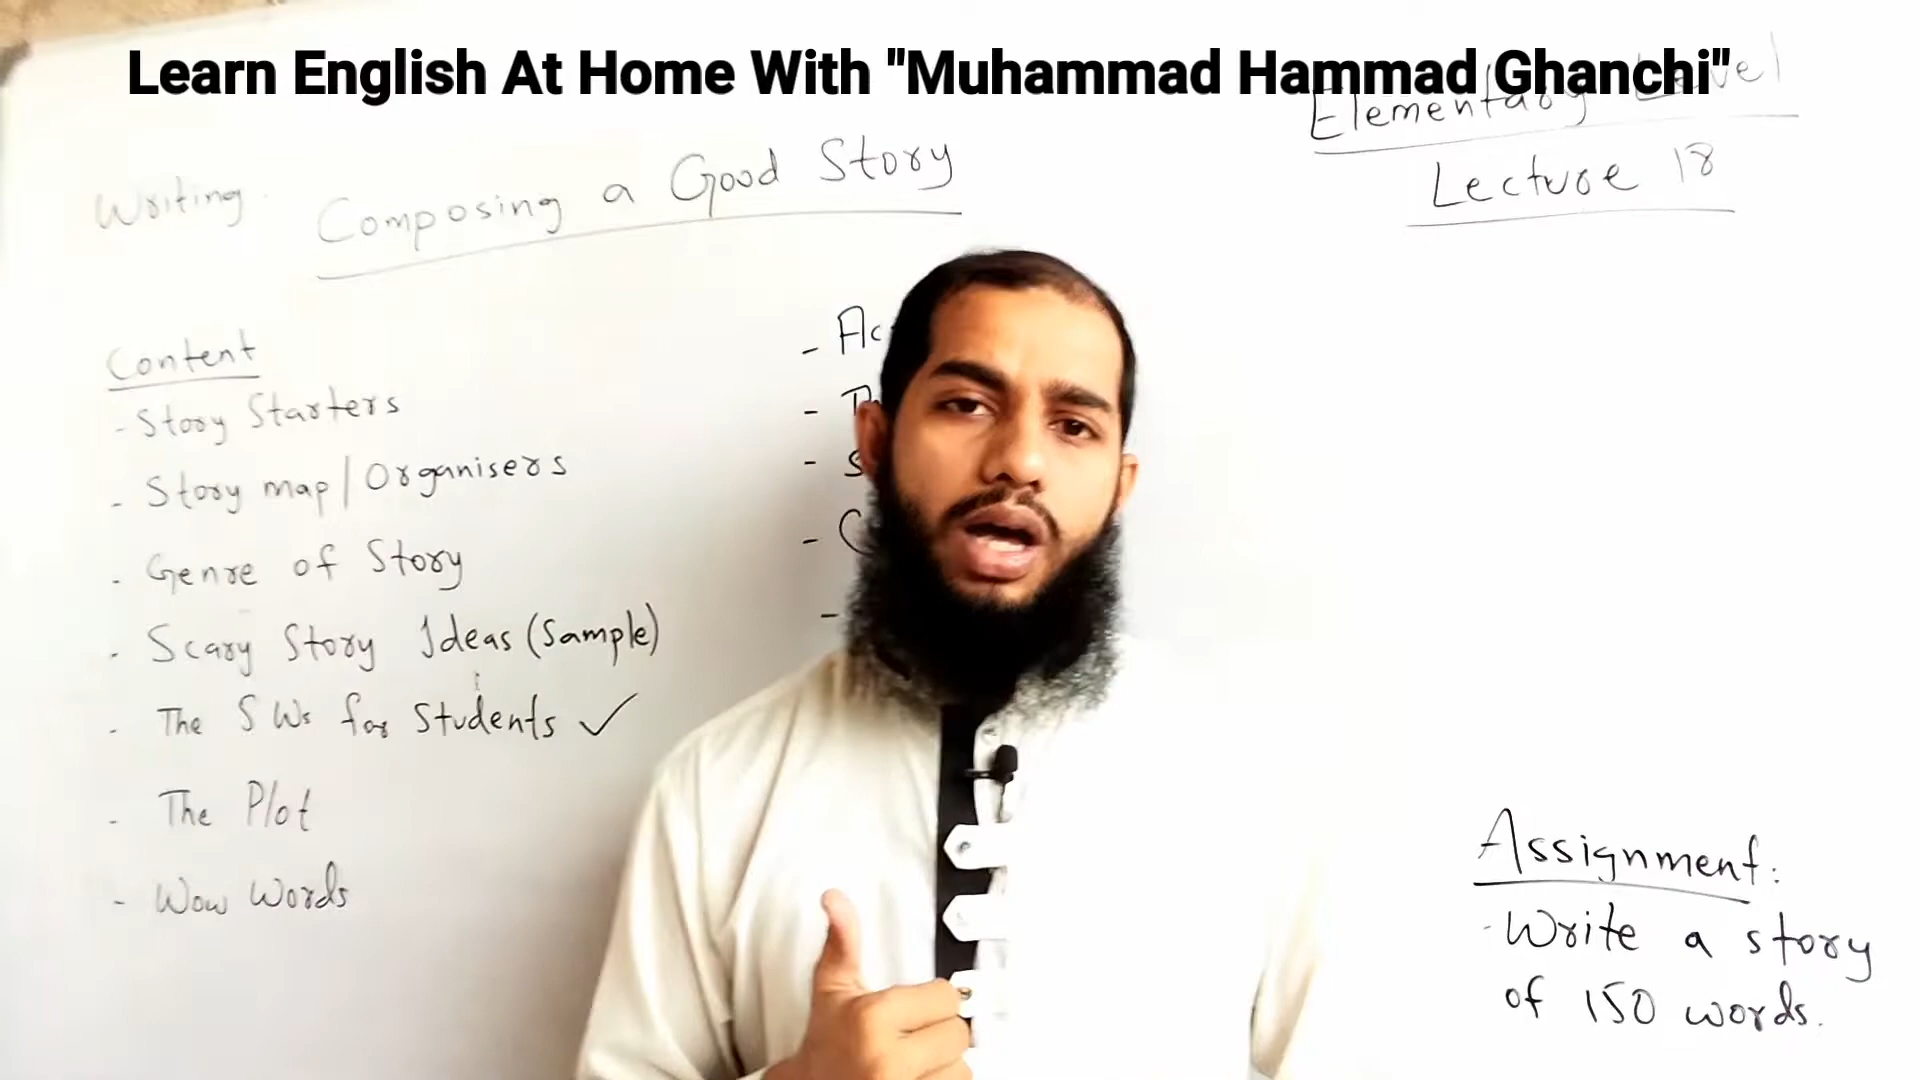 Learn English At Home With "Muhammad Hammad Ghanchi"
Elementary Level
Lecture 18
Writing.
Composing a Good Story
Content
- Story Starters
- Story map / Organisers
- Genre of Story
- Scary Story Ideas (Sample)
- The 5 Ws for Students ✓
- The Plot
- Wow Words
- Ac
-
- S
- C
-
Assignment:
- Write a story
of 150 words.